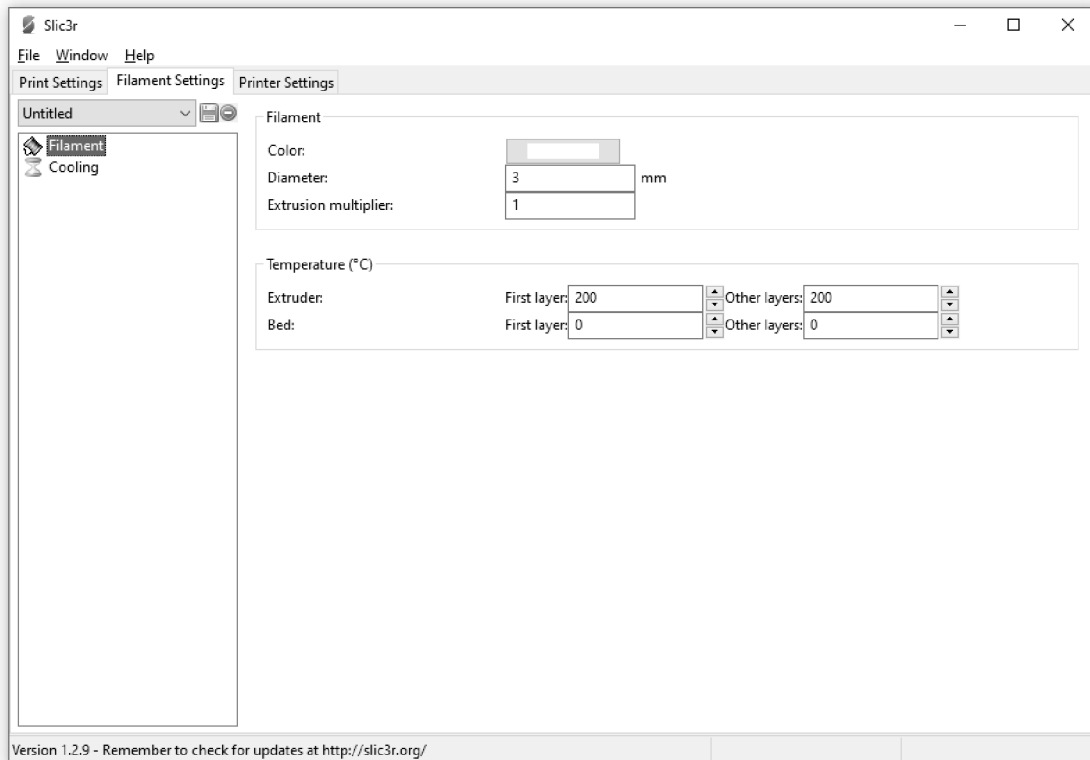 Slic3r
File Window Help
Print Settings Filament Settings Printer Settings
Untitled
Filament
Cooling
Filament
Color:
Diameter: 3 mm
Extrusion multiplier: 1
Temperature (°C)
Extruder: First layer: 200 Other layers: 200
Bed: First layer: 0 Other layers: 0
Version 1.2.9 - Remember to check for updates at http://slic3r.org/